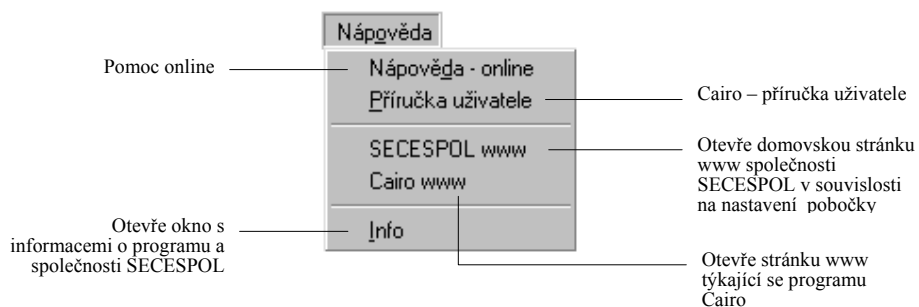 Nápověda
Pomoc online
Nápověda - online
Příručka uživatele
Cairo – příručka uživatele
SECESPOL www
Otevře domovskou stránku
www společnosti
SECESPOL v souvislosti
na nastavení pobočky
Cairo www
Otevře okno s
informacemi o programu a
společnosti SECESPOL
Info
Otevře stránku www
týkající se programu
Cairo